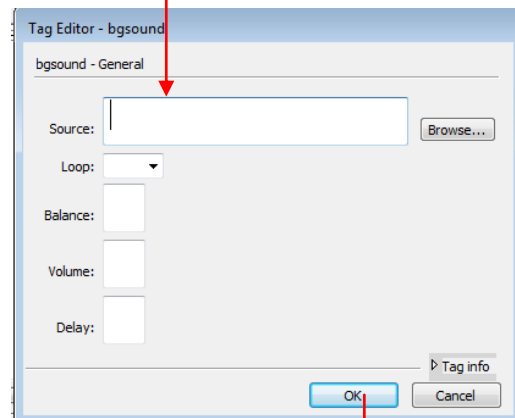 Tag Editor - bgsound
bgsound - General
Source:
Browse...
Loop:
Balance:
Volume:
Delay:
Tag info
OK
Cancel